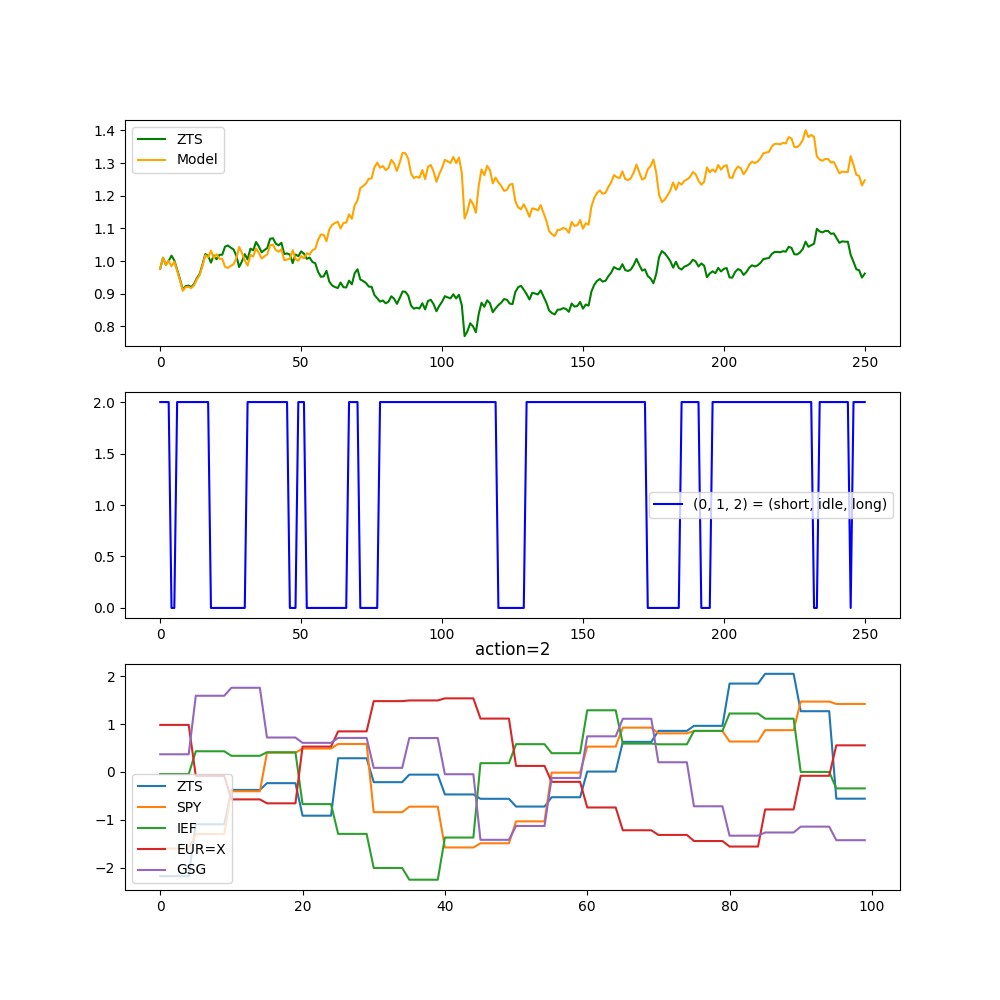 1.4
1.3
1.2
1.1
1.0
0.9
0.8
ZTS
Model
0 50 100 150 200 250
2.0
1.5
1.0
0.5
0.0
(0, 1, 2) = (short, idle, long)
0 50 100 150 200 250
action=2
2
1
0
−1
−2
ZTS
SPY
IEF
EUR=X
GSG
0 20 40 60 80 100